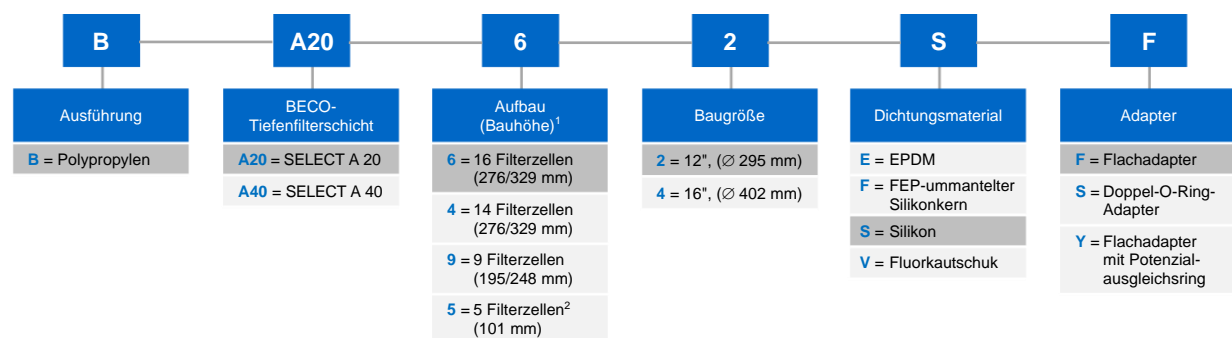 B
A20
6
2
S
F
Ausführung
B = Polypropylen
BECO-
Tiefenfilterschicht
A20 = SELECT A 20
A40 = SELECT A 40
Aufbau
(Bauhöhe)¹
6 = 16 Filterzellen
(276/329 mm)
4 = 14 Filterzellen
(276/329 mm)
9 = 9 Filterzellen
(195/248 mm)
5 = 5 Filterzellen²
(101 mm)
Baugröße
2 = 12", (∅ 295 mm)
4 = 16", (∅ 402 mm)
Dichtungsmaterial
E = EPDM
F = FEP-ummantelter
Silikonkern
S = Silikon
V = Fluorkautschuk
Adapter
F = Flachadapter
S = Doppel-O-Ring-
Adapter
Y = Flachadapter
mit Potenzial-
ausgleichsring